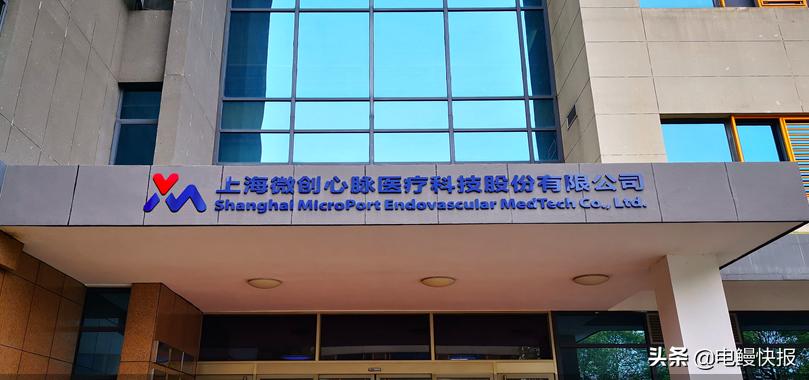 上海微创心脉医疗科技股份有限公司
Shanghai MicroPort Endovascular MedTech Co., Ltd.
头条 @电鳗快报